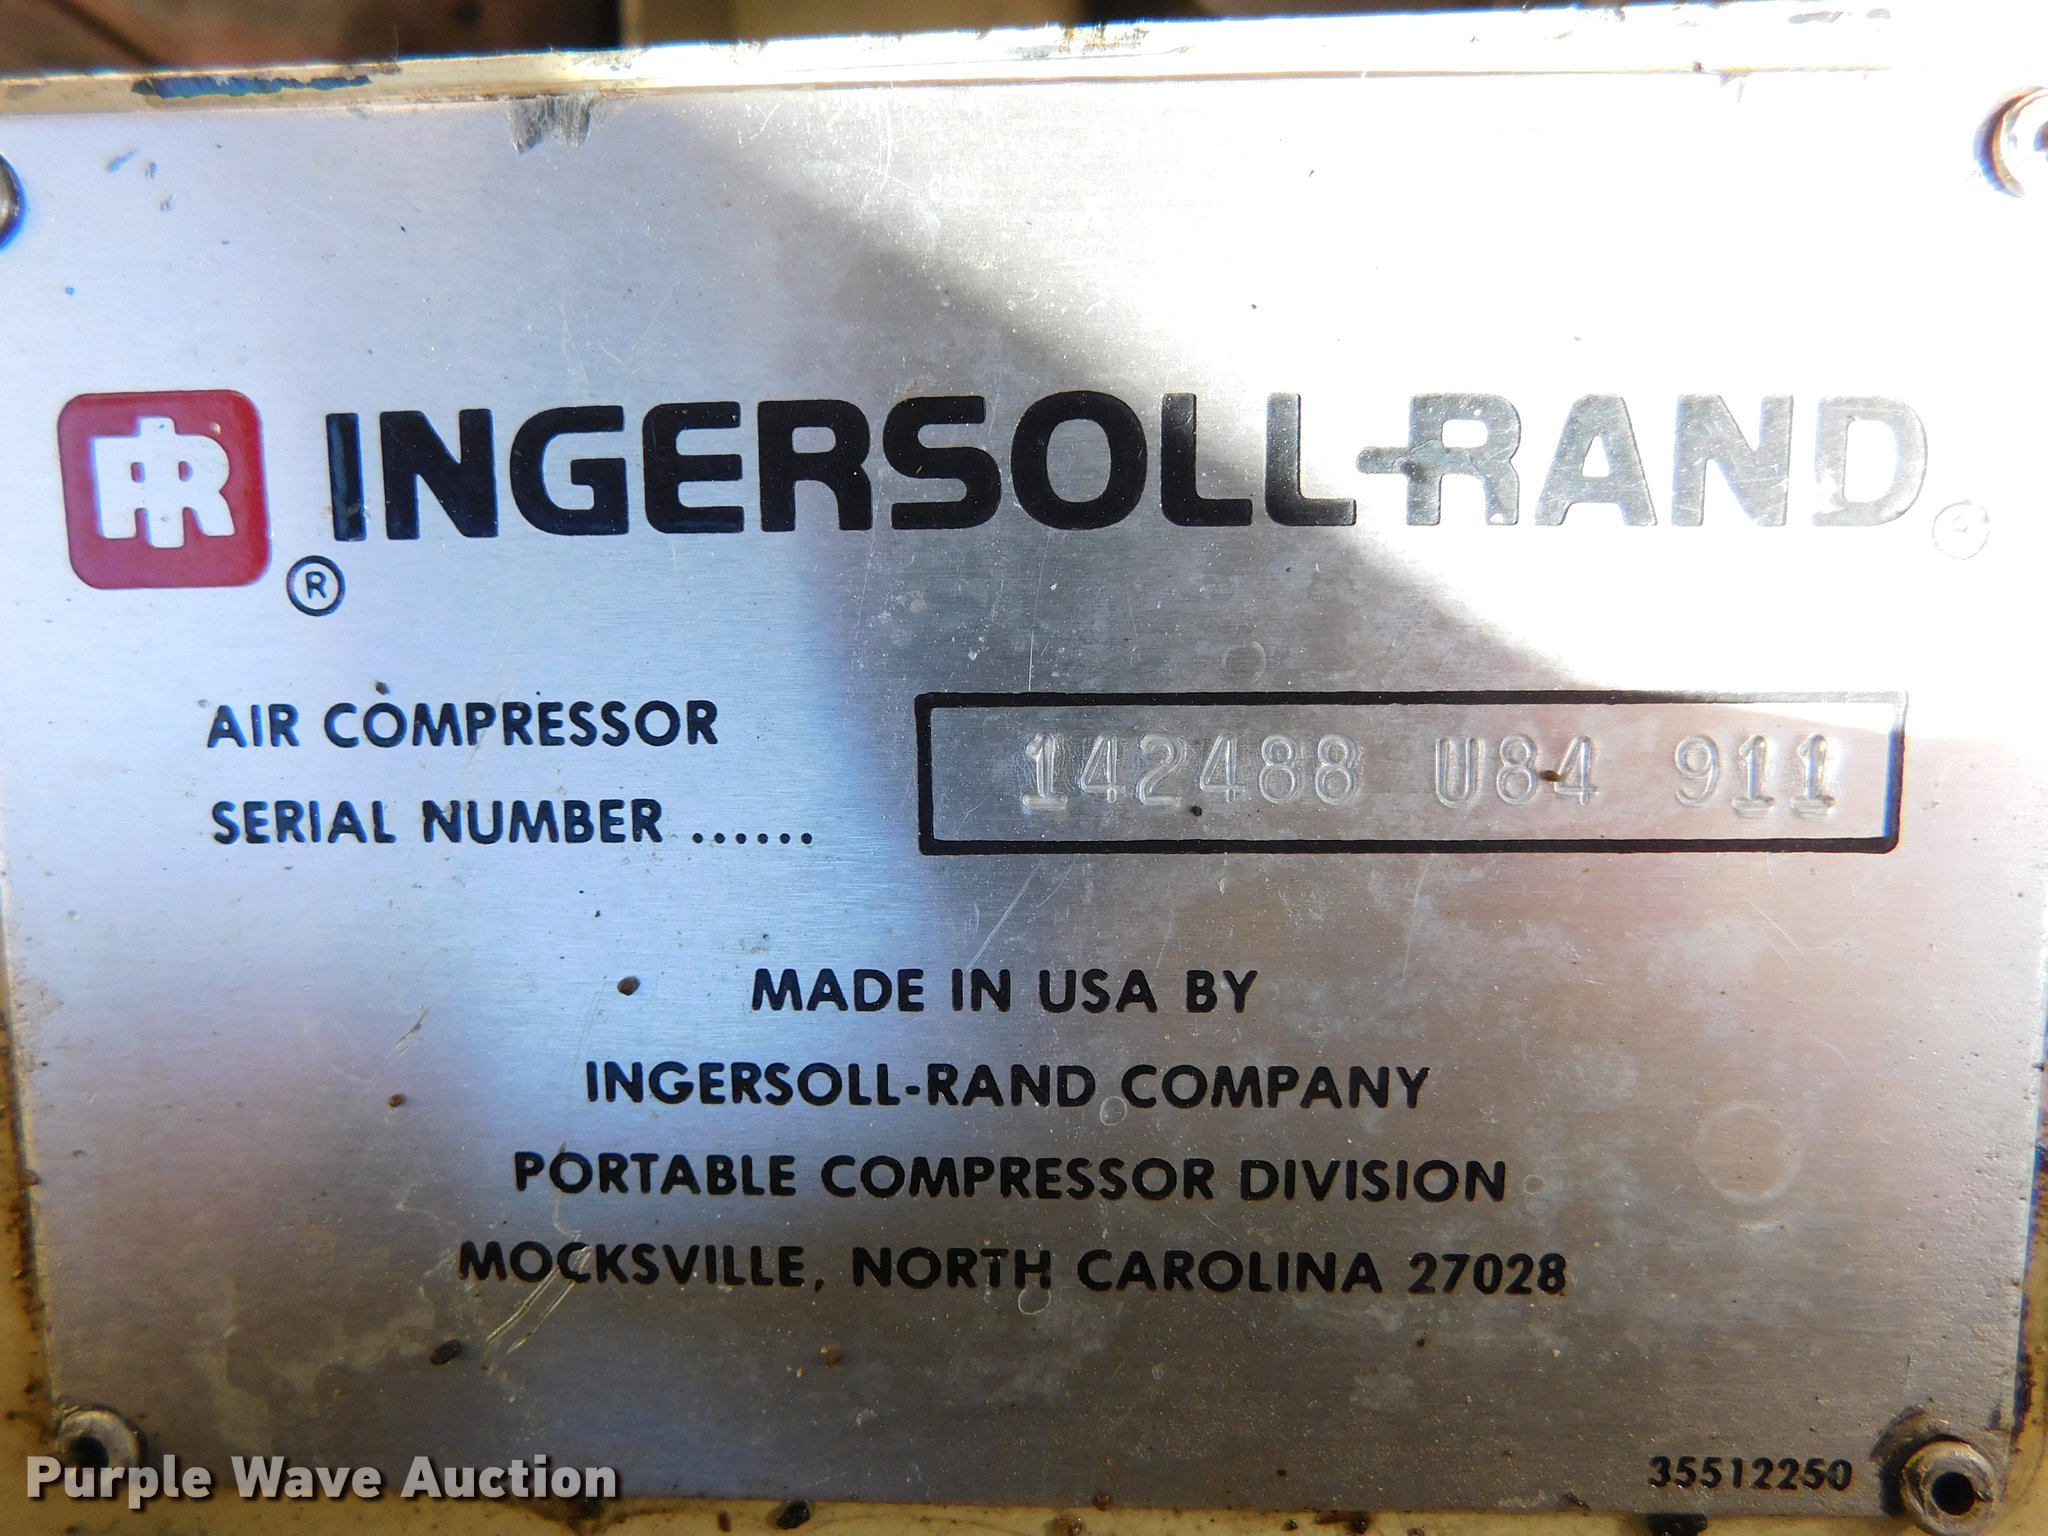 IR ® INGERSOLL-RAND ®
AIR COMPRESSOR
SERIAL NUMBER ...... 142488 U84 911
MADE IN USA BY
INGERSOLL-RAND COMPANY
PORTABLE COMPRESSOR DIVISION
MOCKSVILLE, NORTH CAROLINA 27028
35512250
Purple Wave Auction